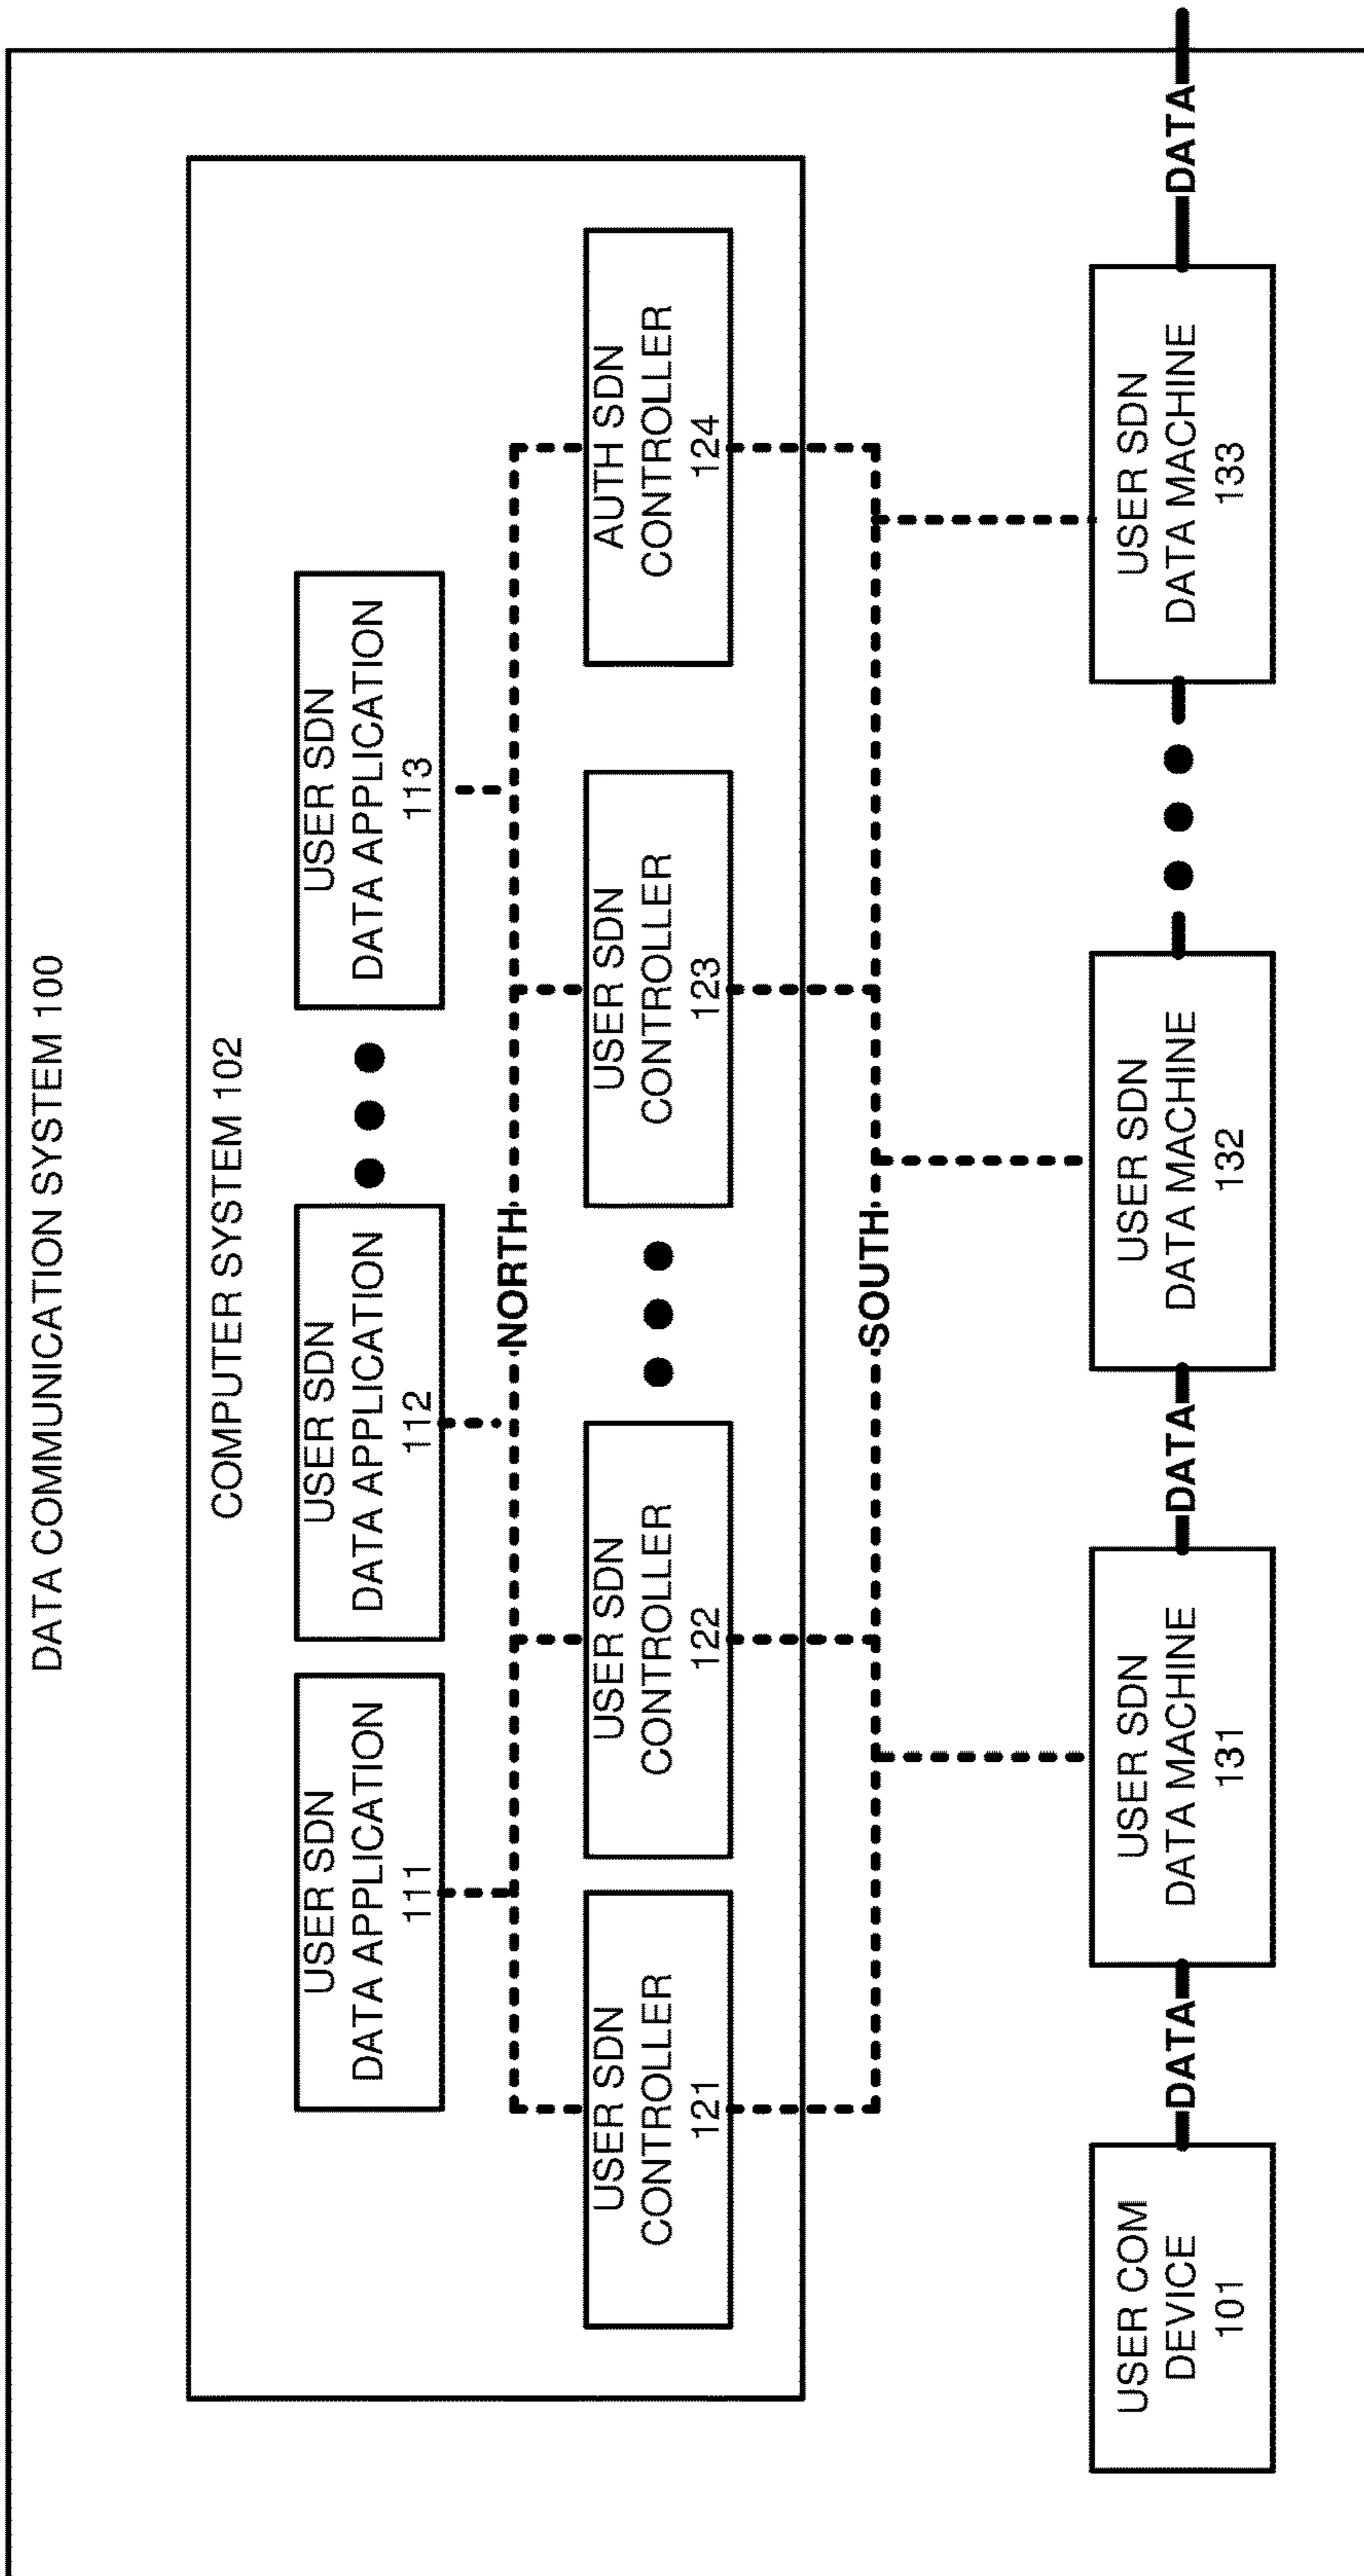 DATA COMMUNICATION SYSTEM 100
COMPUTER SYSTEM 102
USER SDN
DATA APPLICATION
111
USER SDN
DATA APPLICATION
112
USER SDN
DATA APPLICATION
113
NORTH
USER SDN
CONTROLLER
121
USER SDN
CONTROLLER
122
USER SDN
CONTROLLER
123
AUTH SDN
CONTROLLER
124
SOUTH
USER COM
DEVICE
101
DATA
USER SDN
DATA MACHINE
131
DATA
USER SDN
DATA MACHINE
132
USER SDN
DATA MACHINE
133
DATA